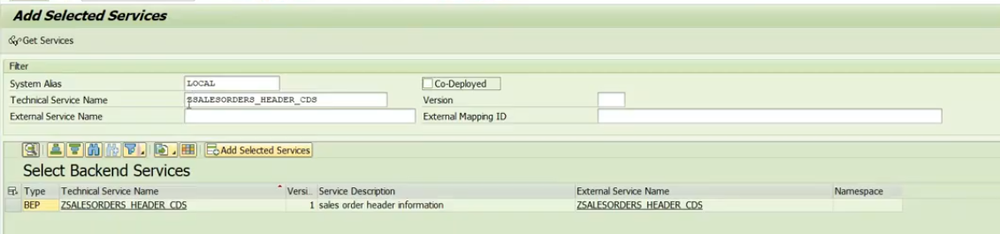 Add Selected Services
Get Services
Filter
System Alias LOCAL Co-Deployed
Technical Service Name ZSALESORDERS_HEADER_CDS Version
External Service Name External Mapping ID
Add Selected Services
Select Backend Services
Type Technical Service Name Versi.. Service Description External Service Name Namespace
BEP ZSALESORDERS_HEADER_CDS 1 sales order header information ZSALESORDERS_HEADER_CDS